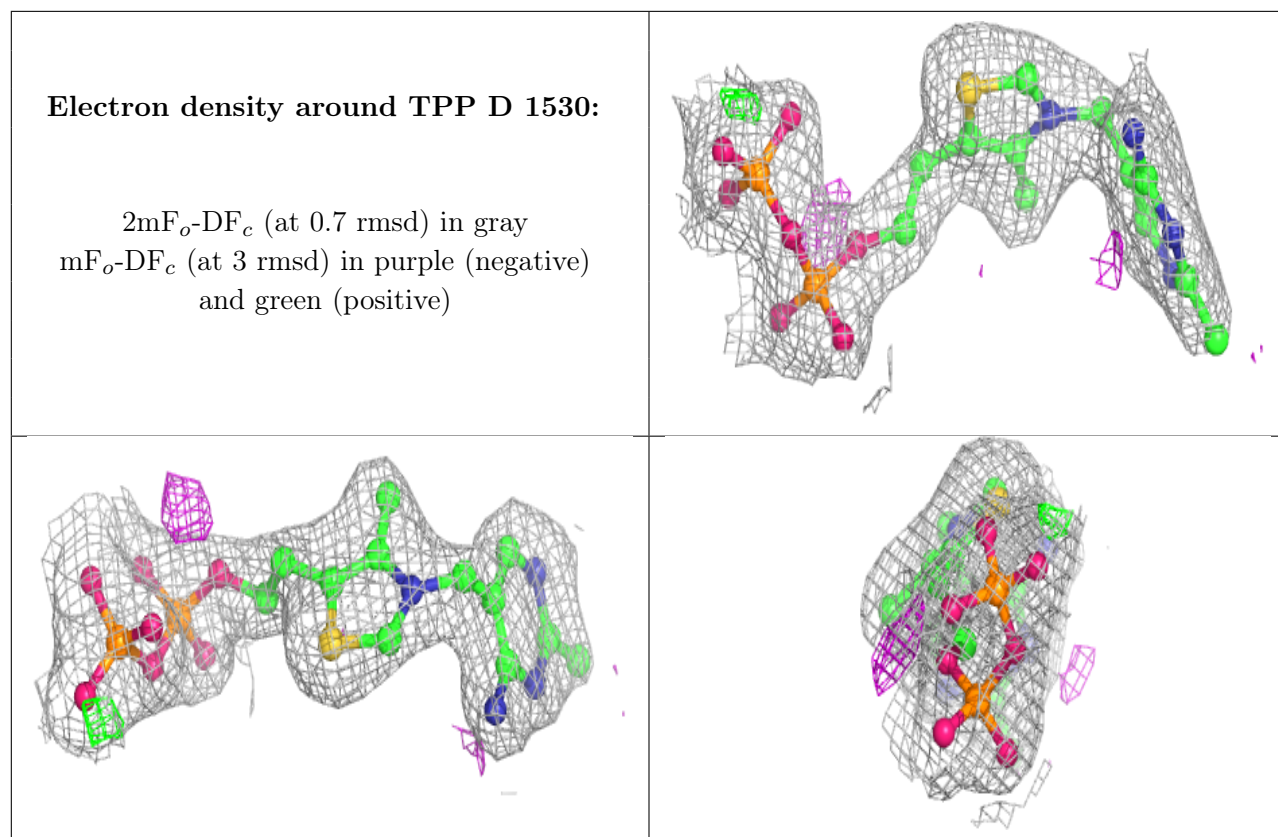 Electron density around TPP D 1530:
2mFo-DFc (at 0.7 rmsd) in gray
mFo-DFc (at 3 rmsd) in purple (negative)
and green (positive)